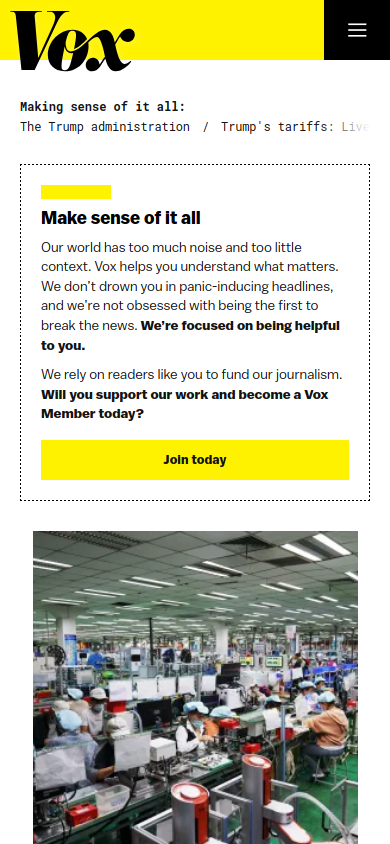 Vox
Making sense of it all:
The Trump administration / Trump's tariffs: Live
Make sense of it all
Our world has too much noise and too little
context. Vox helps you understand what matters.
We don't drown you in panic-inducing headlines,
and we're not obsessed with being the first to
break the news. We're focused on being helpful
to you.
We rely on readers like you to fund our journalism.
Will you support our work and become a Vox
Member today?
Join today